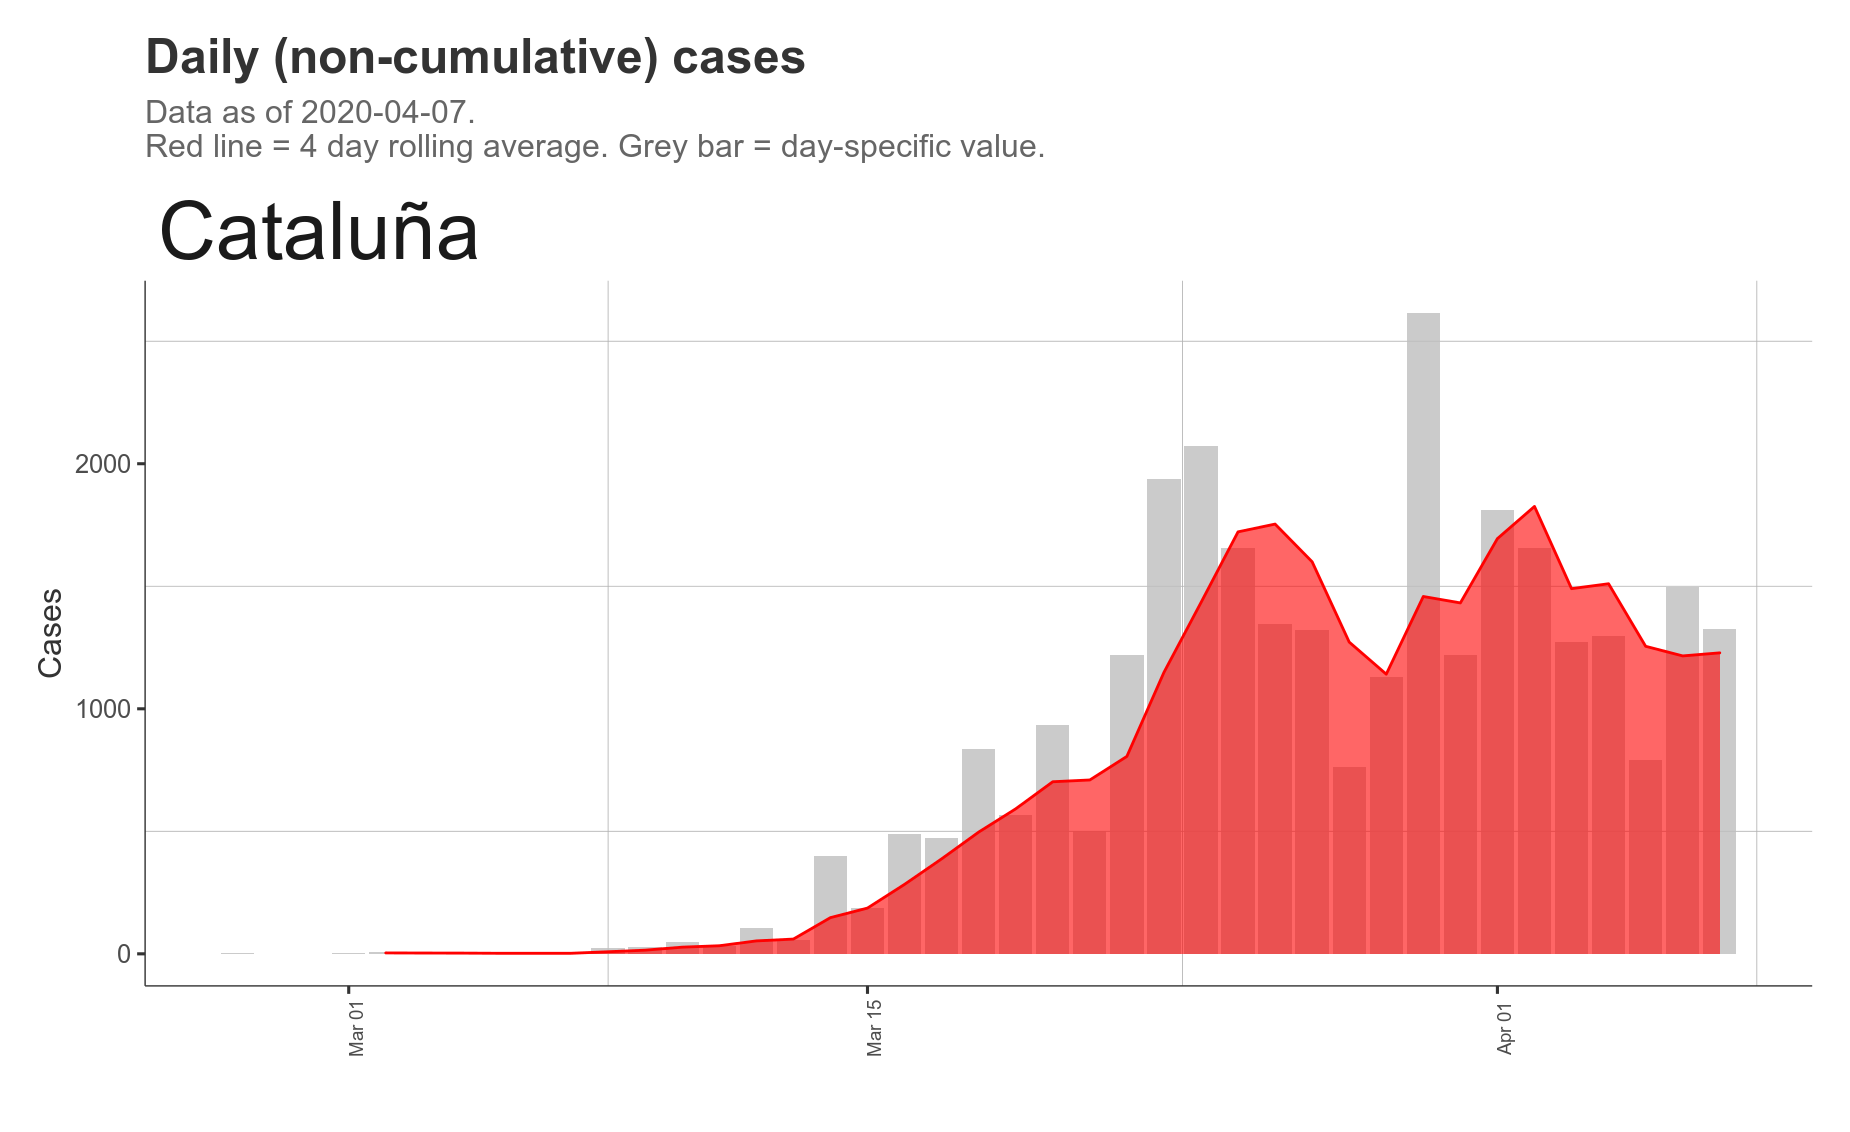 Daily (non-cumulative) cases
Data as of 2020-04-07.
Red line = 4 day rolling average. Grey bar = day-specific value.
Cataluña
2000
1000
0
Cases
Mar 01
Mar 15
Apr 01